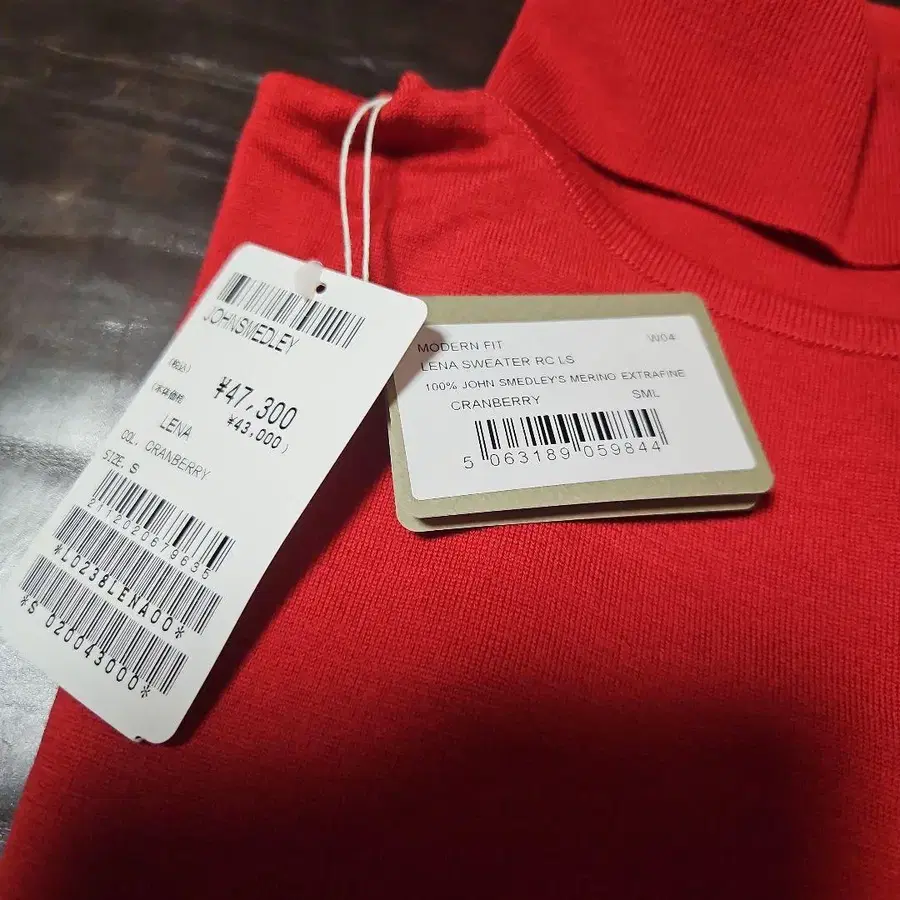 JOHNSMEDLEY
(税込)
¥47,300
(本体価格
¥43,000)
LENA
COL. CRANBERRY
SIZE. S
2112020679635
*L0238LENA00*
*S 020043000*
MODERN FIT
W04
LENA SWEATER RC LS
100% JOHN SMEDLEY'S MERINO EXTRAFINE
CRANBERRY
SML
5 063189 059844